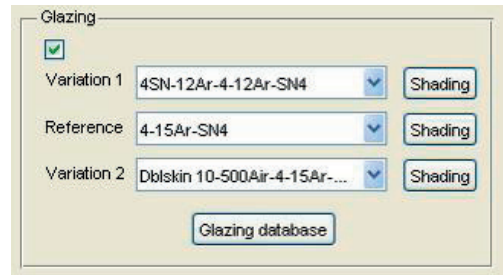 Glazing
Variation 1 4SN-12Ar-4-12Ar-SN4 Shading
Reference 4-15Ar-SN4 Shading
Variation 2 Dblskin 10-500Air-4-15Ar-... Shading
Glazing database